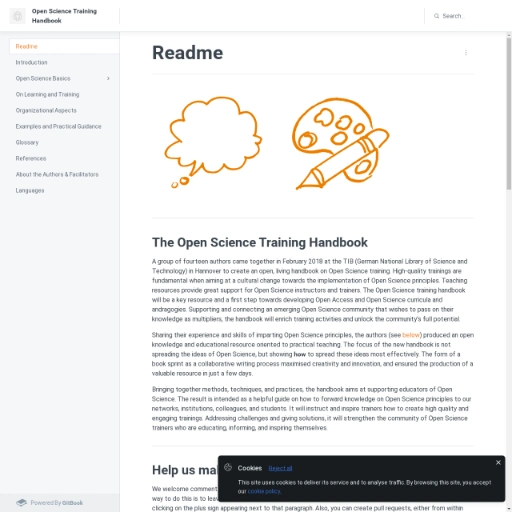 Open Science Training
Handbook
Search...
Readme
Introduction
Open Science Basics
On Learning and Training
Organizational Aspects
Examples and Practical Guidance
Glossary
References
About the Authors & Facilitators
Languages
Powered By GitBook
Readme
The Open Science Training Handbook
A group of fourteen authors came together in February 2018 at the TIB (German National Library of Science and
Technology) in Hannover to create an open, living handbook on Open Science training. High-quality trainings are
fundamental when aiming at a cultural change towards the implementation of Open Science principles. Teaching
resources provide great support for Open Science instructors and trainers. The Open Science training handbook
will be a key resource and a first step towards developing Open Access and Open Science curricula and
andragogies. Supporting and connecting an emerging Open Science community that wishes to pass on their
knowledge as multipliers, the handbook will enrich training activities and unlock the community's full potential.
Sharing their experience and skills of imparting Open Science principles, the authors (see below) produced an open
knowledge and educational resource oriented to practical teaching. The focus of the new handbook is not
spreading the ideas of Open Science, but showing how to spread these ideas most effectively. The form of a
book sprint as a collaborative writing process maximised creativity and innovation, and ensured the production of a
valuable resource in just a few days.
Bringing together methods, techniques, and practices, the handbook aims at supporting educators of Open
Science. The result is intended as a helpful guide on how to forward knowledge on Open Science principles to our
networks, institutions, colleagues, and students. It will instruct and inspire trainers how to create high quality and
engaging trainings. Addressing challenges and giving solutions, it will strengthen the community of Open Science
trainers who are educating, informing, and inspiring themselves.
Help us ma
We welcome comment
way to do this is to leav
clicking on the plus sign appearing next to that paragraph. Also, you can create pull requests, either from within
Cookies
Reject all
This site uses cookies to deliver its service and to analyse traffic. By browsing this site, you accept
our cookie policy.